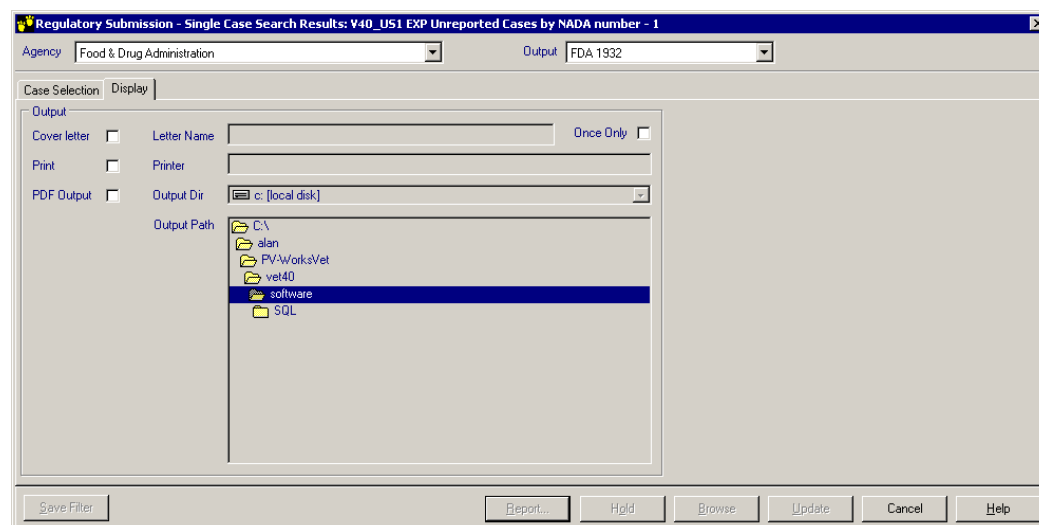 Regulatory Submission - Single Case Search Results: V40_US1 EXP Unreported Cases by NADA number - 1
Agency Food & Drug Administration Output FDA 1932
Case Selection Display
Output
Cover letter Letter Name Once Only
Print Printer
PDF Output Output Dir c: [local disk]
Output Path C:\
alan
PV-WorksVet
vet40
software
SQL
Save Filter Report... Hold Browse Update Cancel Help